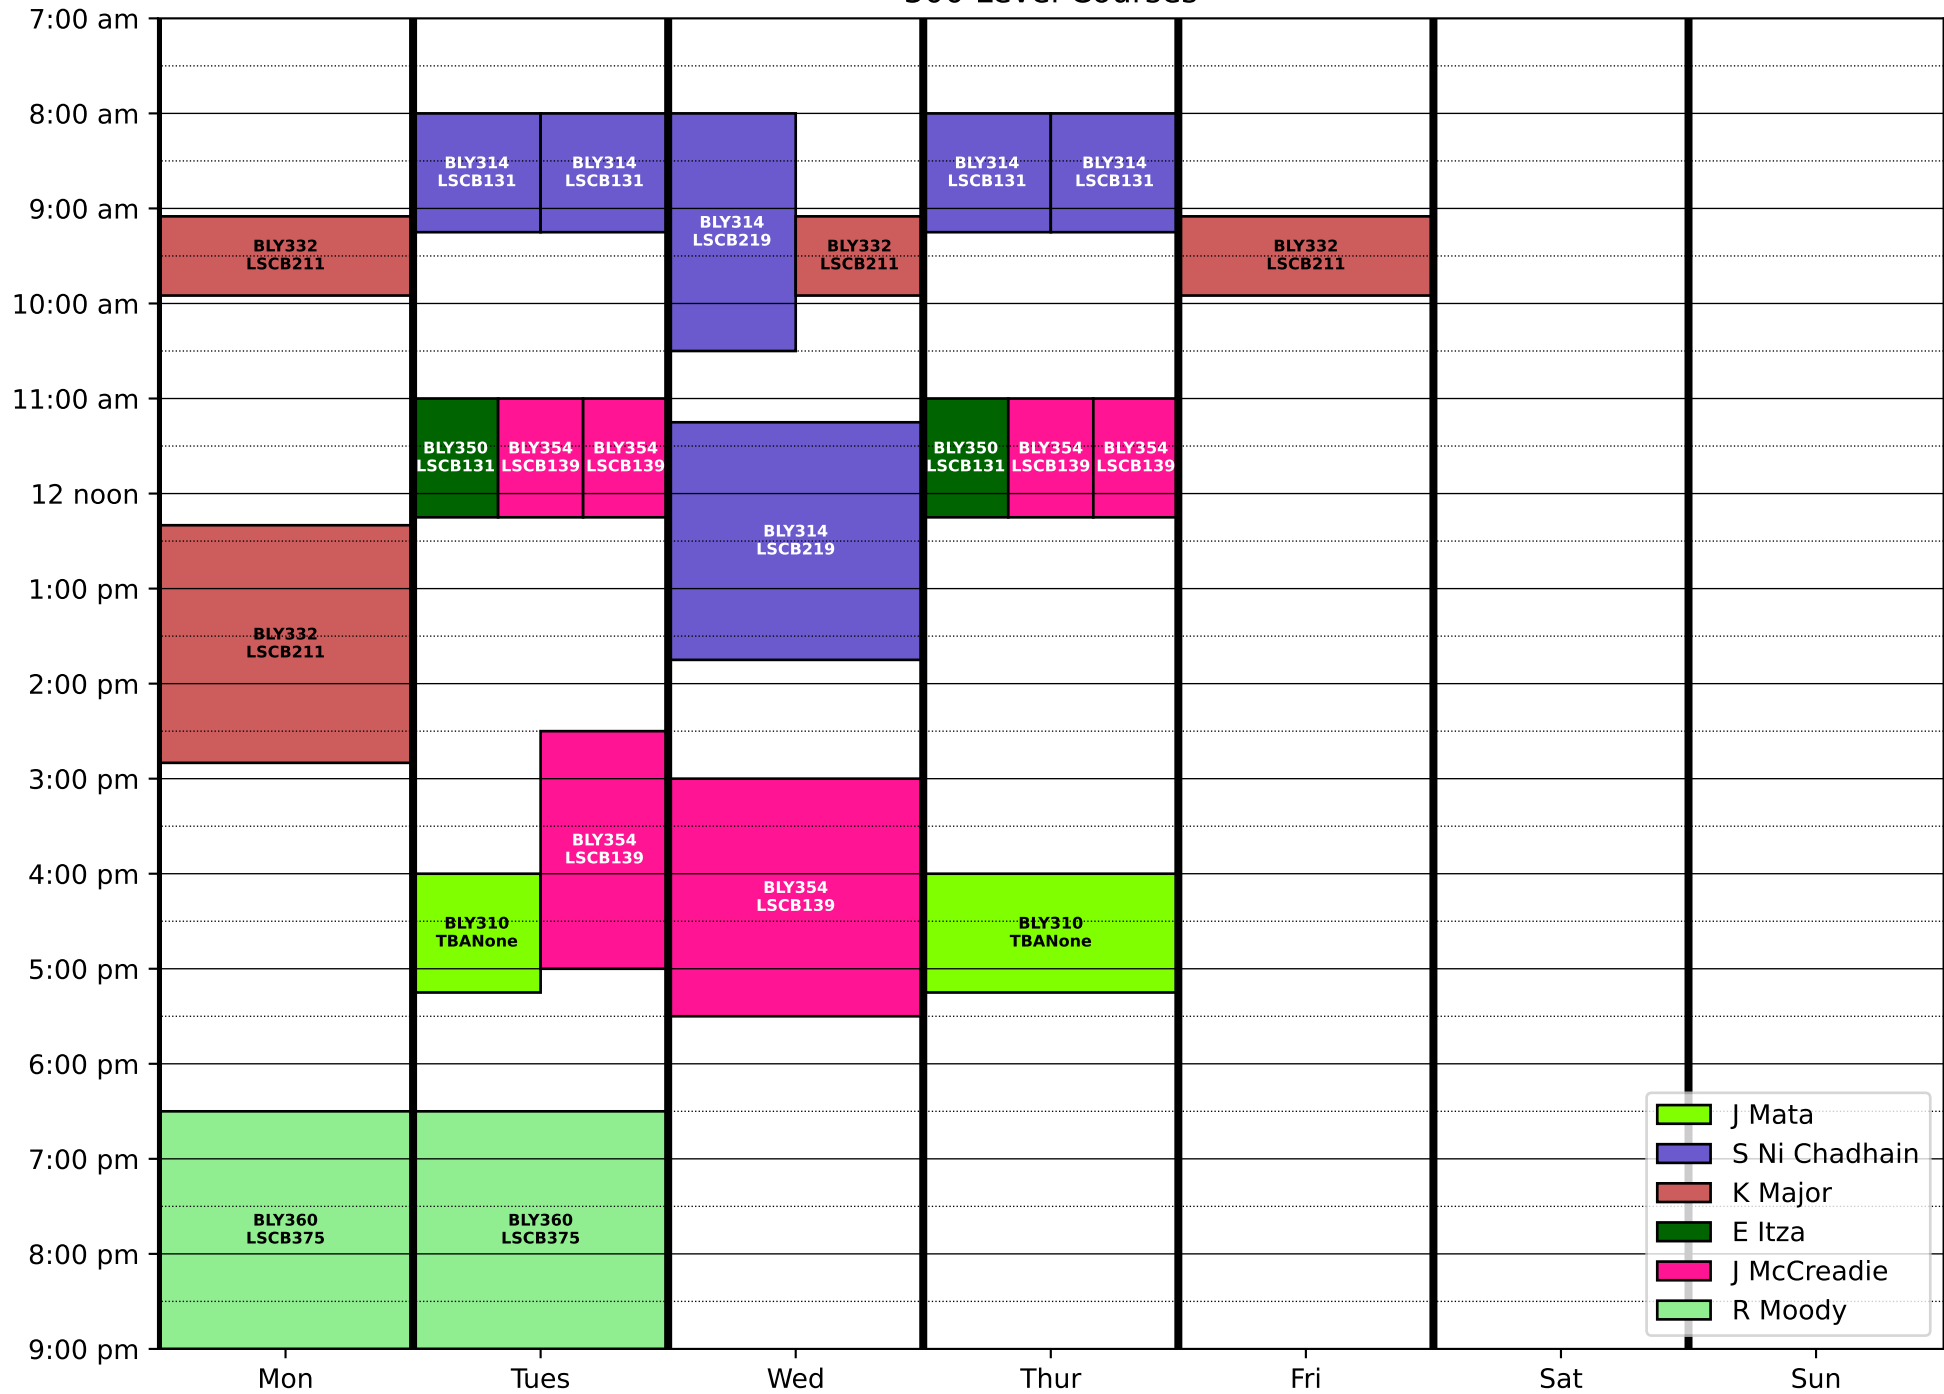 300 Level Courses
7:00 am
8:00 am
BLY314
LSCB131
BLY314
LSCB131
BLY314
LSCB131
BLY314
LSCB131
9:00 am
BLY314
LSCB219
BLY332
LSCB211
BLY332
LSCB211
BLY332
LSCB211
10:00 am
11:00 am
BLY350
LSCB131
BLY354
LSCB139
BLY354
LSCB139
BLY350
LSCB131
BLY354
LSCB139
BLY354
LSCB139
12 noon
BLY314
LSCB219
1:00 pm
BLY332
LSCB211
2:00 pm
3:00 pm
BLY354
LSCB139
4:00 pm
BLY354
LSCB139
BLY310
TBANone
BLY310
TBANone
5:00 pm
6:00 pm
7:00 pm
BLY360
LSCB375
BLY360
LSCB375
8:00 pm
9:00 pm
J Mata
S Ni Chadhain
K Major
E Itza
J McCreadie
R Moody
Mon
Tues
Wed
Thur
Fri
Sat
Sun